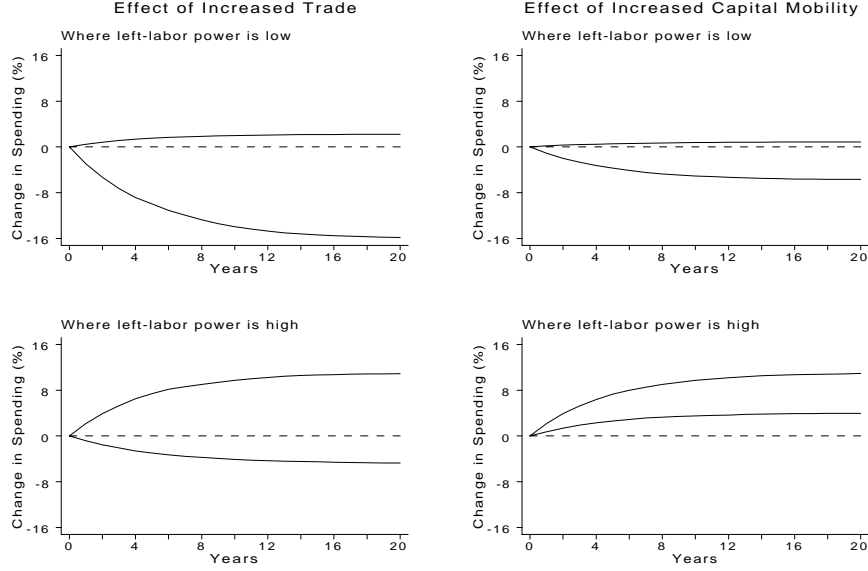 Effect of Increased Trade
Where left-labor power is low
Change in Spending (%)
16
8
0
-8
-16
0 4 8 12 16 20
Years
Effect of Increased Capital Mobility
Where left-labor power is low
Change in Spending (%)
16
8
0
-8
-16
0 4 8 12 16 20
Years
Where left-labor power is high
Change in Spending (%)
16
8
0
-8
-16
0 4 8 12 16 20
Years
Where left-labor power is high
Change in Spending (%)
16
8
0
-8
-16
0 4 8 12 16 20
Years